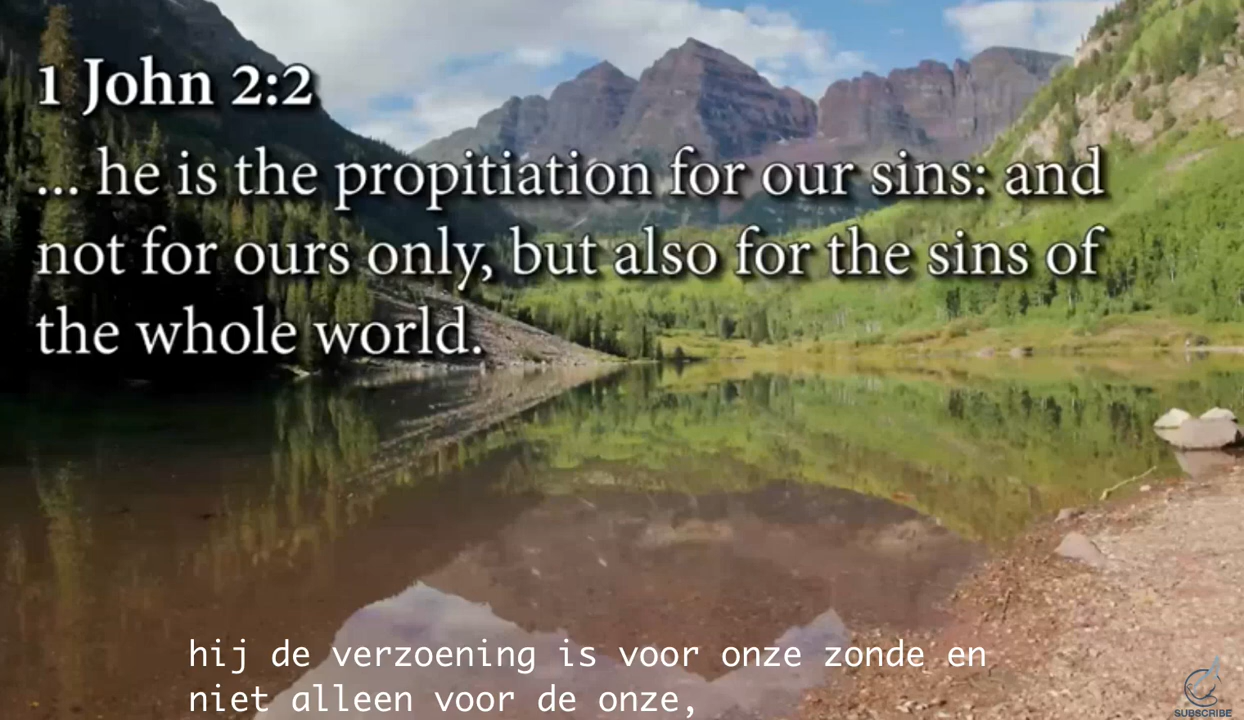 1 John 2:2
... he is the propitiation for our sins: and
not for ours only, but also for the sins of
the whole world.
hij de verzoening is voor onze zonde en
niet alleen voor de onze,
SUBSCRIBE